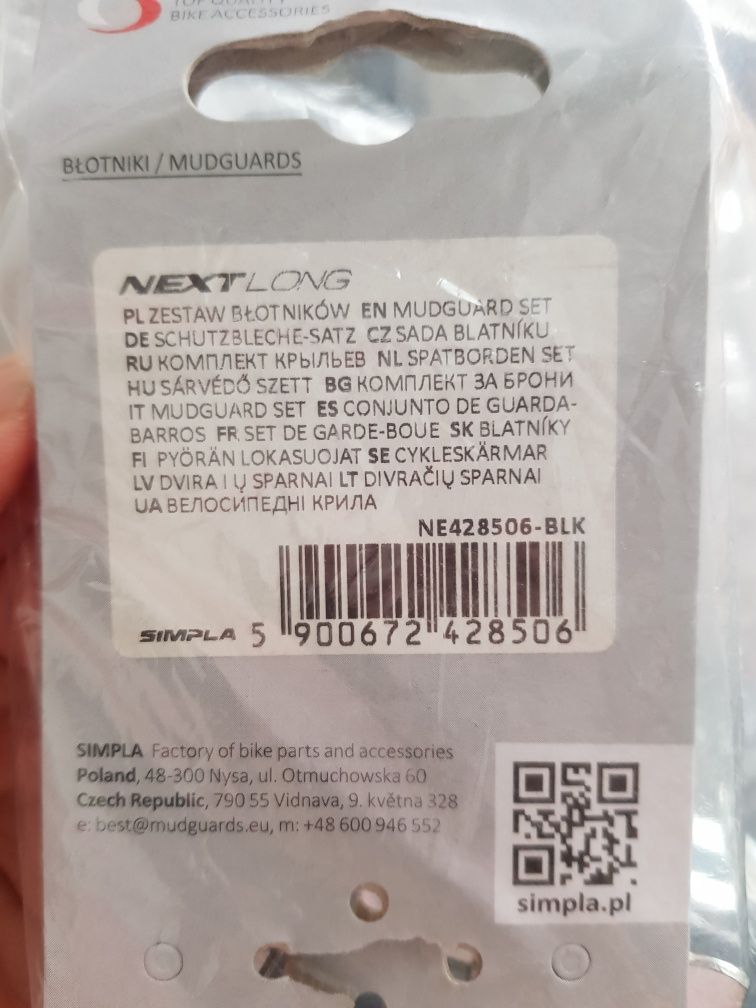 TOP QUALITY
BIKE ACCESSORIES
BŁOTNIKI / MUDGUARDS
NEXTLONG
PL ZESTAW BŁOTNIKÓW EN MUDGUARD SET
DE SCHUTZBLECHE-SATZ CZ SADA BLATNÍKU
RU КОМПЛЕКТ КРЫЛЬЕВ NL SPATBORDEN SET
HU SÁRVÉDŐ SZETT BG КОМПЛЕКТ ЗА БРОНИ
IT MUDGUARD SET ES CONJUNTO DE GUARDA-
BARROS FR SET DE GARDE-BOUE SK BLATNÍKY
FI PYÖRÄN LOKASUOJAT SE CYKLESKÄRMAR
LV DVIRA I Ų SPARNAI LT DIVRAČIŲ SPARNAI
UA ВЕЛОСИПЕДНІ КРИЛА
NE428506-BLK
SIMPLA 5 900672 428506
SIMPLA Factory of bike parts and accessories
Poland, 48-300 Nysa, ul. Otmuchowska 60
Czech Republic, 790 55 Vidnava, 9. května 328
e: best@mudguards.eu, m: +48 600 946 552
simpla.pl